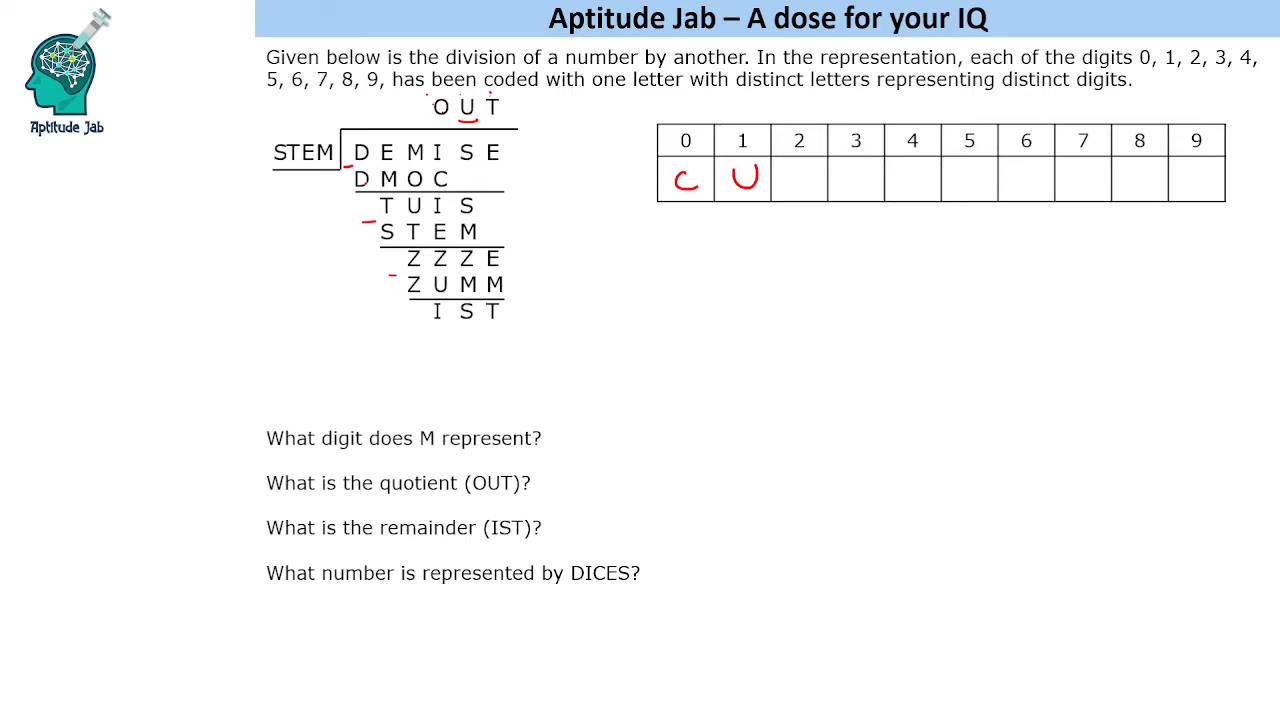 Aptitude Jab – A dose for your IQ
Aptitude Jab
Given below is the division of a number by another. In the representation, each of the digits 0, 1, 2, 3, 4,
5, 6, 7, 8, 9, has been coded with one letter with distinct letters representing distinct digits.
O U T
STEM D E M I S E
D M O C
T U I S
S T E M
Z Z Z E
Z U M M
I S T
0 1 2 3 4 5 6 7 8 9
C U
What digit does M represent?
What is the quotient (OUT)?
What is the remainder (IST)?
What number is represented by DICES?